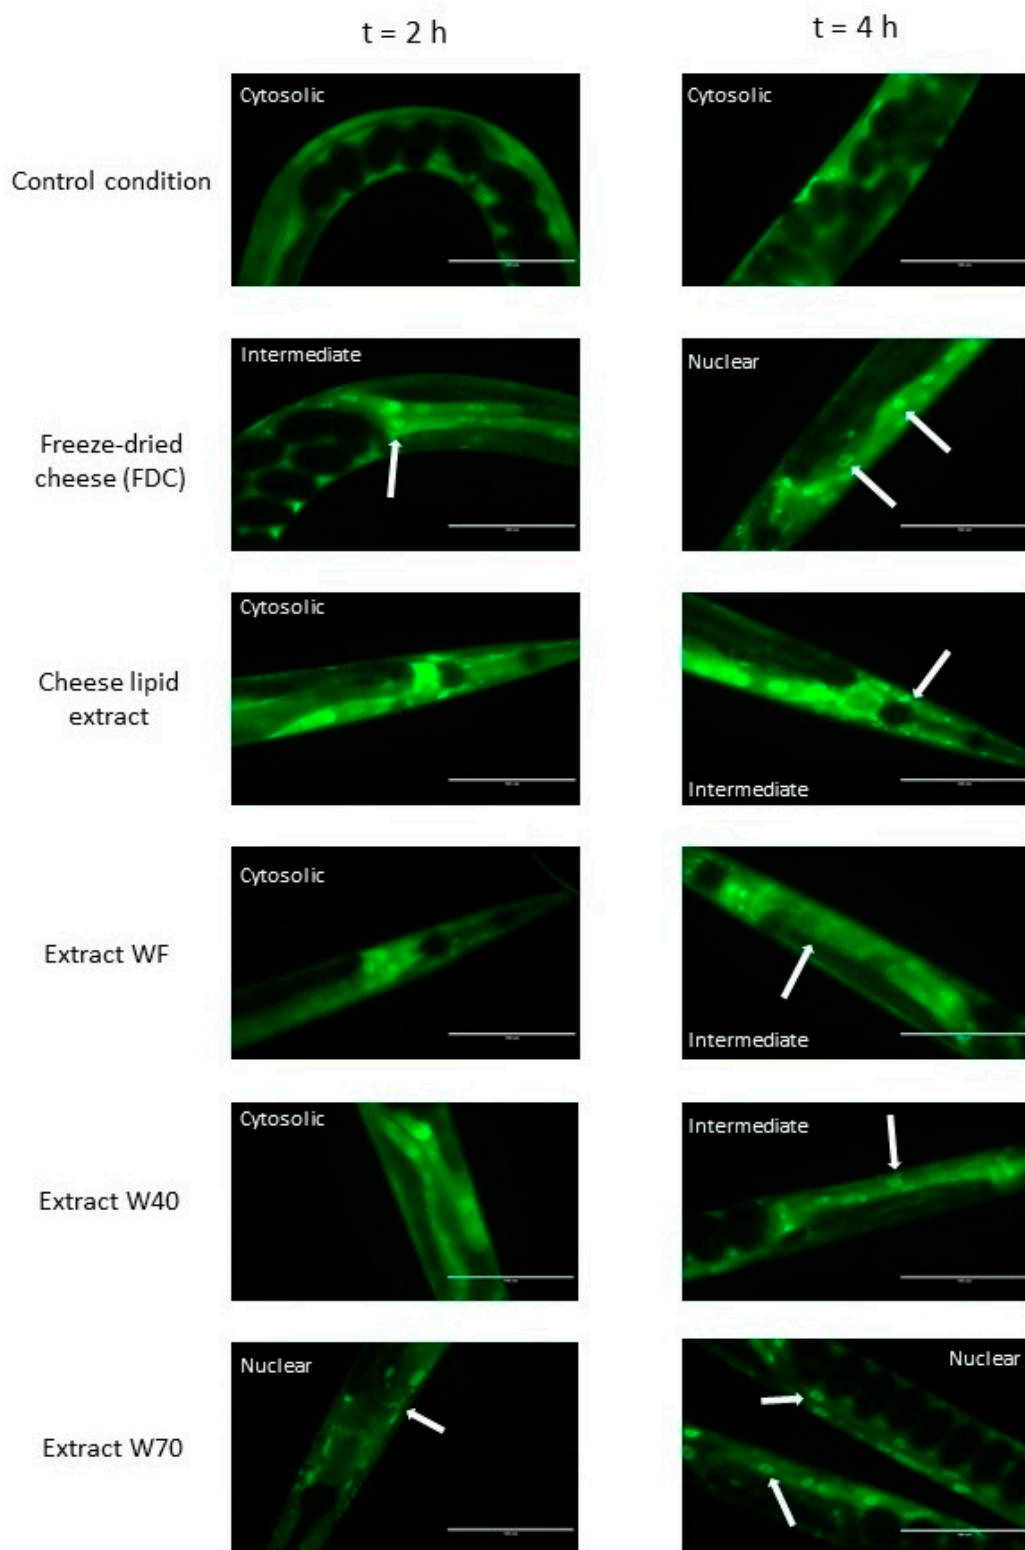 t = 2 h
t = 4 h
Control condition
Cytosolic
Cytosolic
Freeze-dried
cheese (FDC)
Intermediate
Nuclear
Cheese lipid
extract
Cytosolic
Intermediate
Extract WF
Cytosolic
Intermediate
Extract W40
Cytosolic
Intermediate
Extract W70
Nuclear
Nuclear